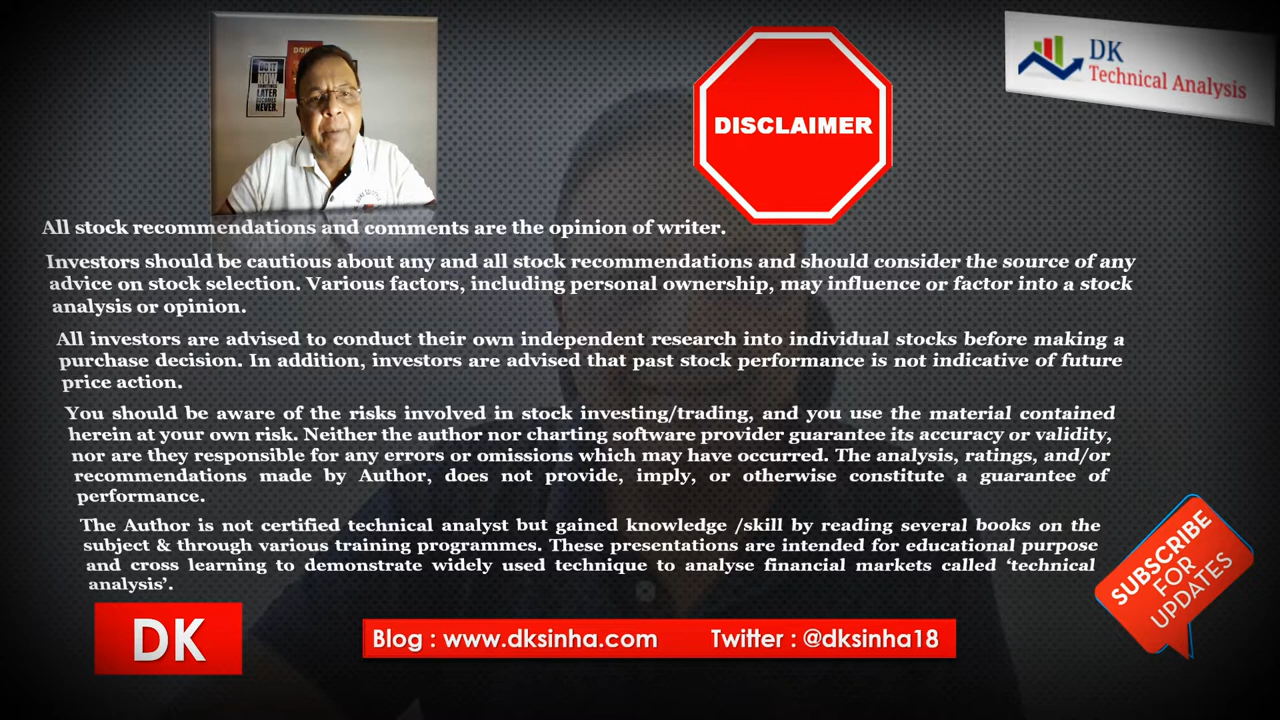 DO IT
NOW.
SOMETIMES
LATER
BECOMES
NEVER.
DISCLAIMER
DK
Technical Analysis
All stock recommendations and comments are the opinion of writer.
Investors should be cautious about any and all stock recommendations and should consider the source of any
advice on stock selection. Various factors, including personal ownership, may influence or factor into a stock
analysis or opinion.
All investors are advised to conduct their own independent research into individual stocks before making a
purchase decision. In addition, investors are advised that past stock performance is not indicative of future
price action.
You should be aware of the risks involved in stock investing/trading, and you use the material contained
herein at your own risk. Neither the author nor charting software provider guarantee its accuracy or validity,
nor are they responsible for any errors or omissions which may have occurred. The analysis, ratings, and/or
recommendations made by Author, does not provide, imply, or otherwise constitute a guarantee of
performance.
The Author is not certified technical analyst but gained knowledge /skill by reading several books on the
subject & through various training programmes. These presentations are intended for educational purpose
and cross learning to demonstrate widely used technique to analyse financial markets called ‘technical
analysis’.
SUBSCRIBE
FOR
UPDATES
DK
Blog : www.dksinha.com Twitter : @dksinha18